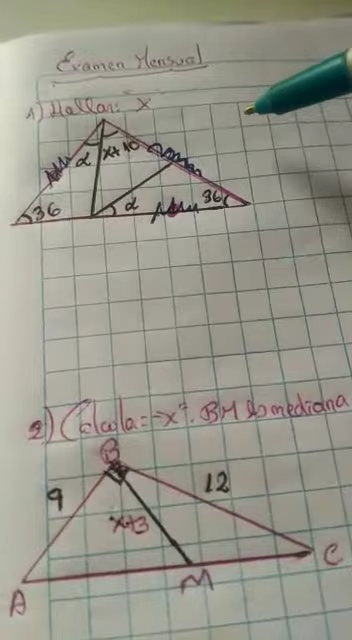 Examen Mensual
1) Hallar: X
α x+10
36 α 36
2) Calcula = x?. BM es mediana
B
9 12
x+3
A M C